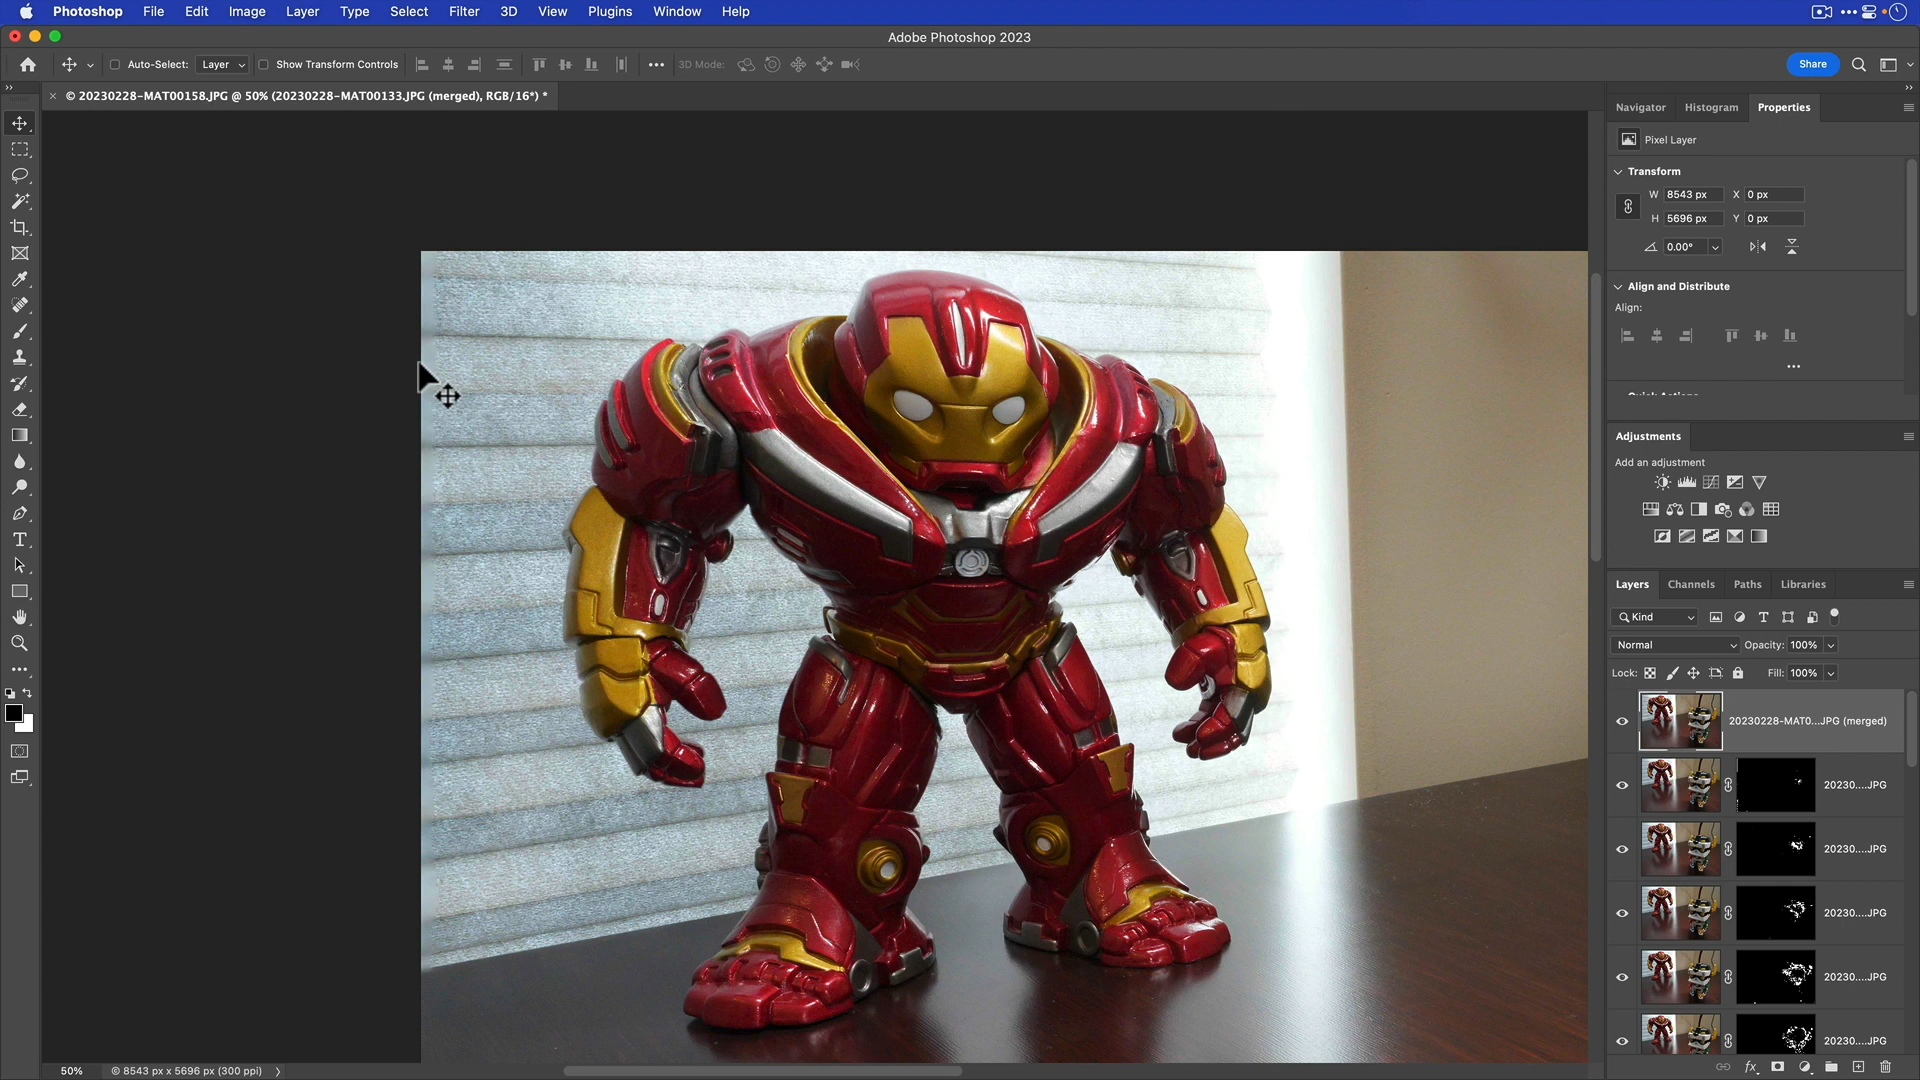 Photoshop File Edit Image Layer Type Select Filter 3D View Plugins Window Help
Adobe Photoshop 2023
Auto-Select: Layer Show Transform Controls 3D Mode: Share
© 20230228-MAT00158.JPG @ 50% (20230228-MAT00133.JPG (merged), RGB/16*) *
Navigator Histogram Properties
Pixel Layer
Transform
W 8543 px X 0 px
H 5696 px Y 0 px
0.00°
Align and Distribute
Align:
Adjustments
Add an adjustment
Layers Channels Paths Libraries
Kind
Normal Opacity: 100%
Lock: Fill: 100%
20230228-MAT0...JPG (merged)
20230....JPG
20230....JPG
20230....JPG
20230....JPG
20230....JPG
50% © 8543 px x 5696 px (300 ppi)